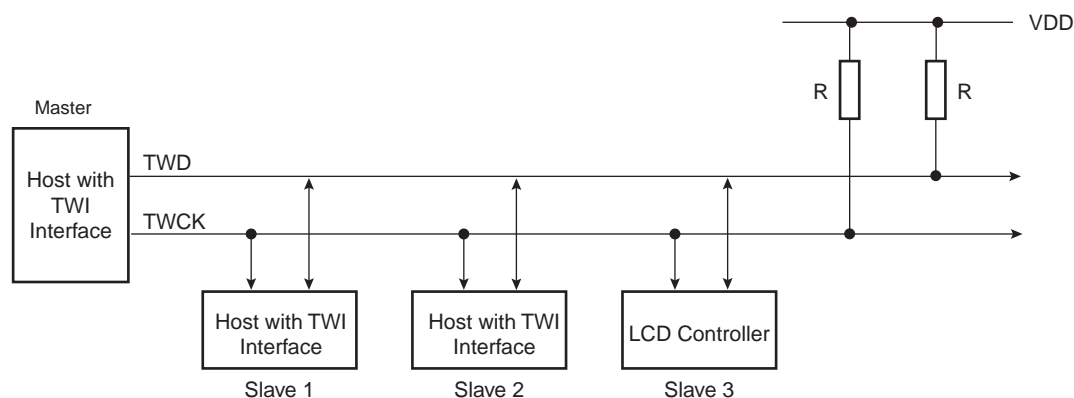 VDD
R
R
Master
Host with
TWI
Interface
TWD
TWCK
Host with TWI
Interface
Host with TWI
Interface
LCD Controller
Slave 1
Slave 2
Slave 3